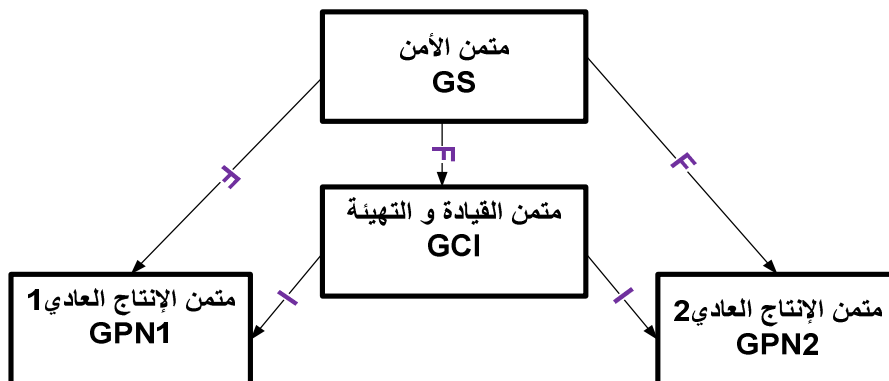 متمن الأمن
GS
F
F
F
متمن القيادة و التهيئة
GCI
I
I
متمن الإنتاج العادي1
GPN1
متمن الإنتاج العادي2
GPN2